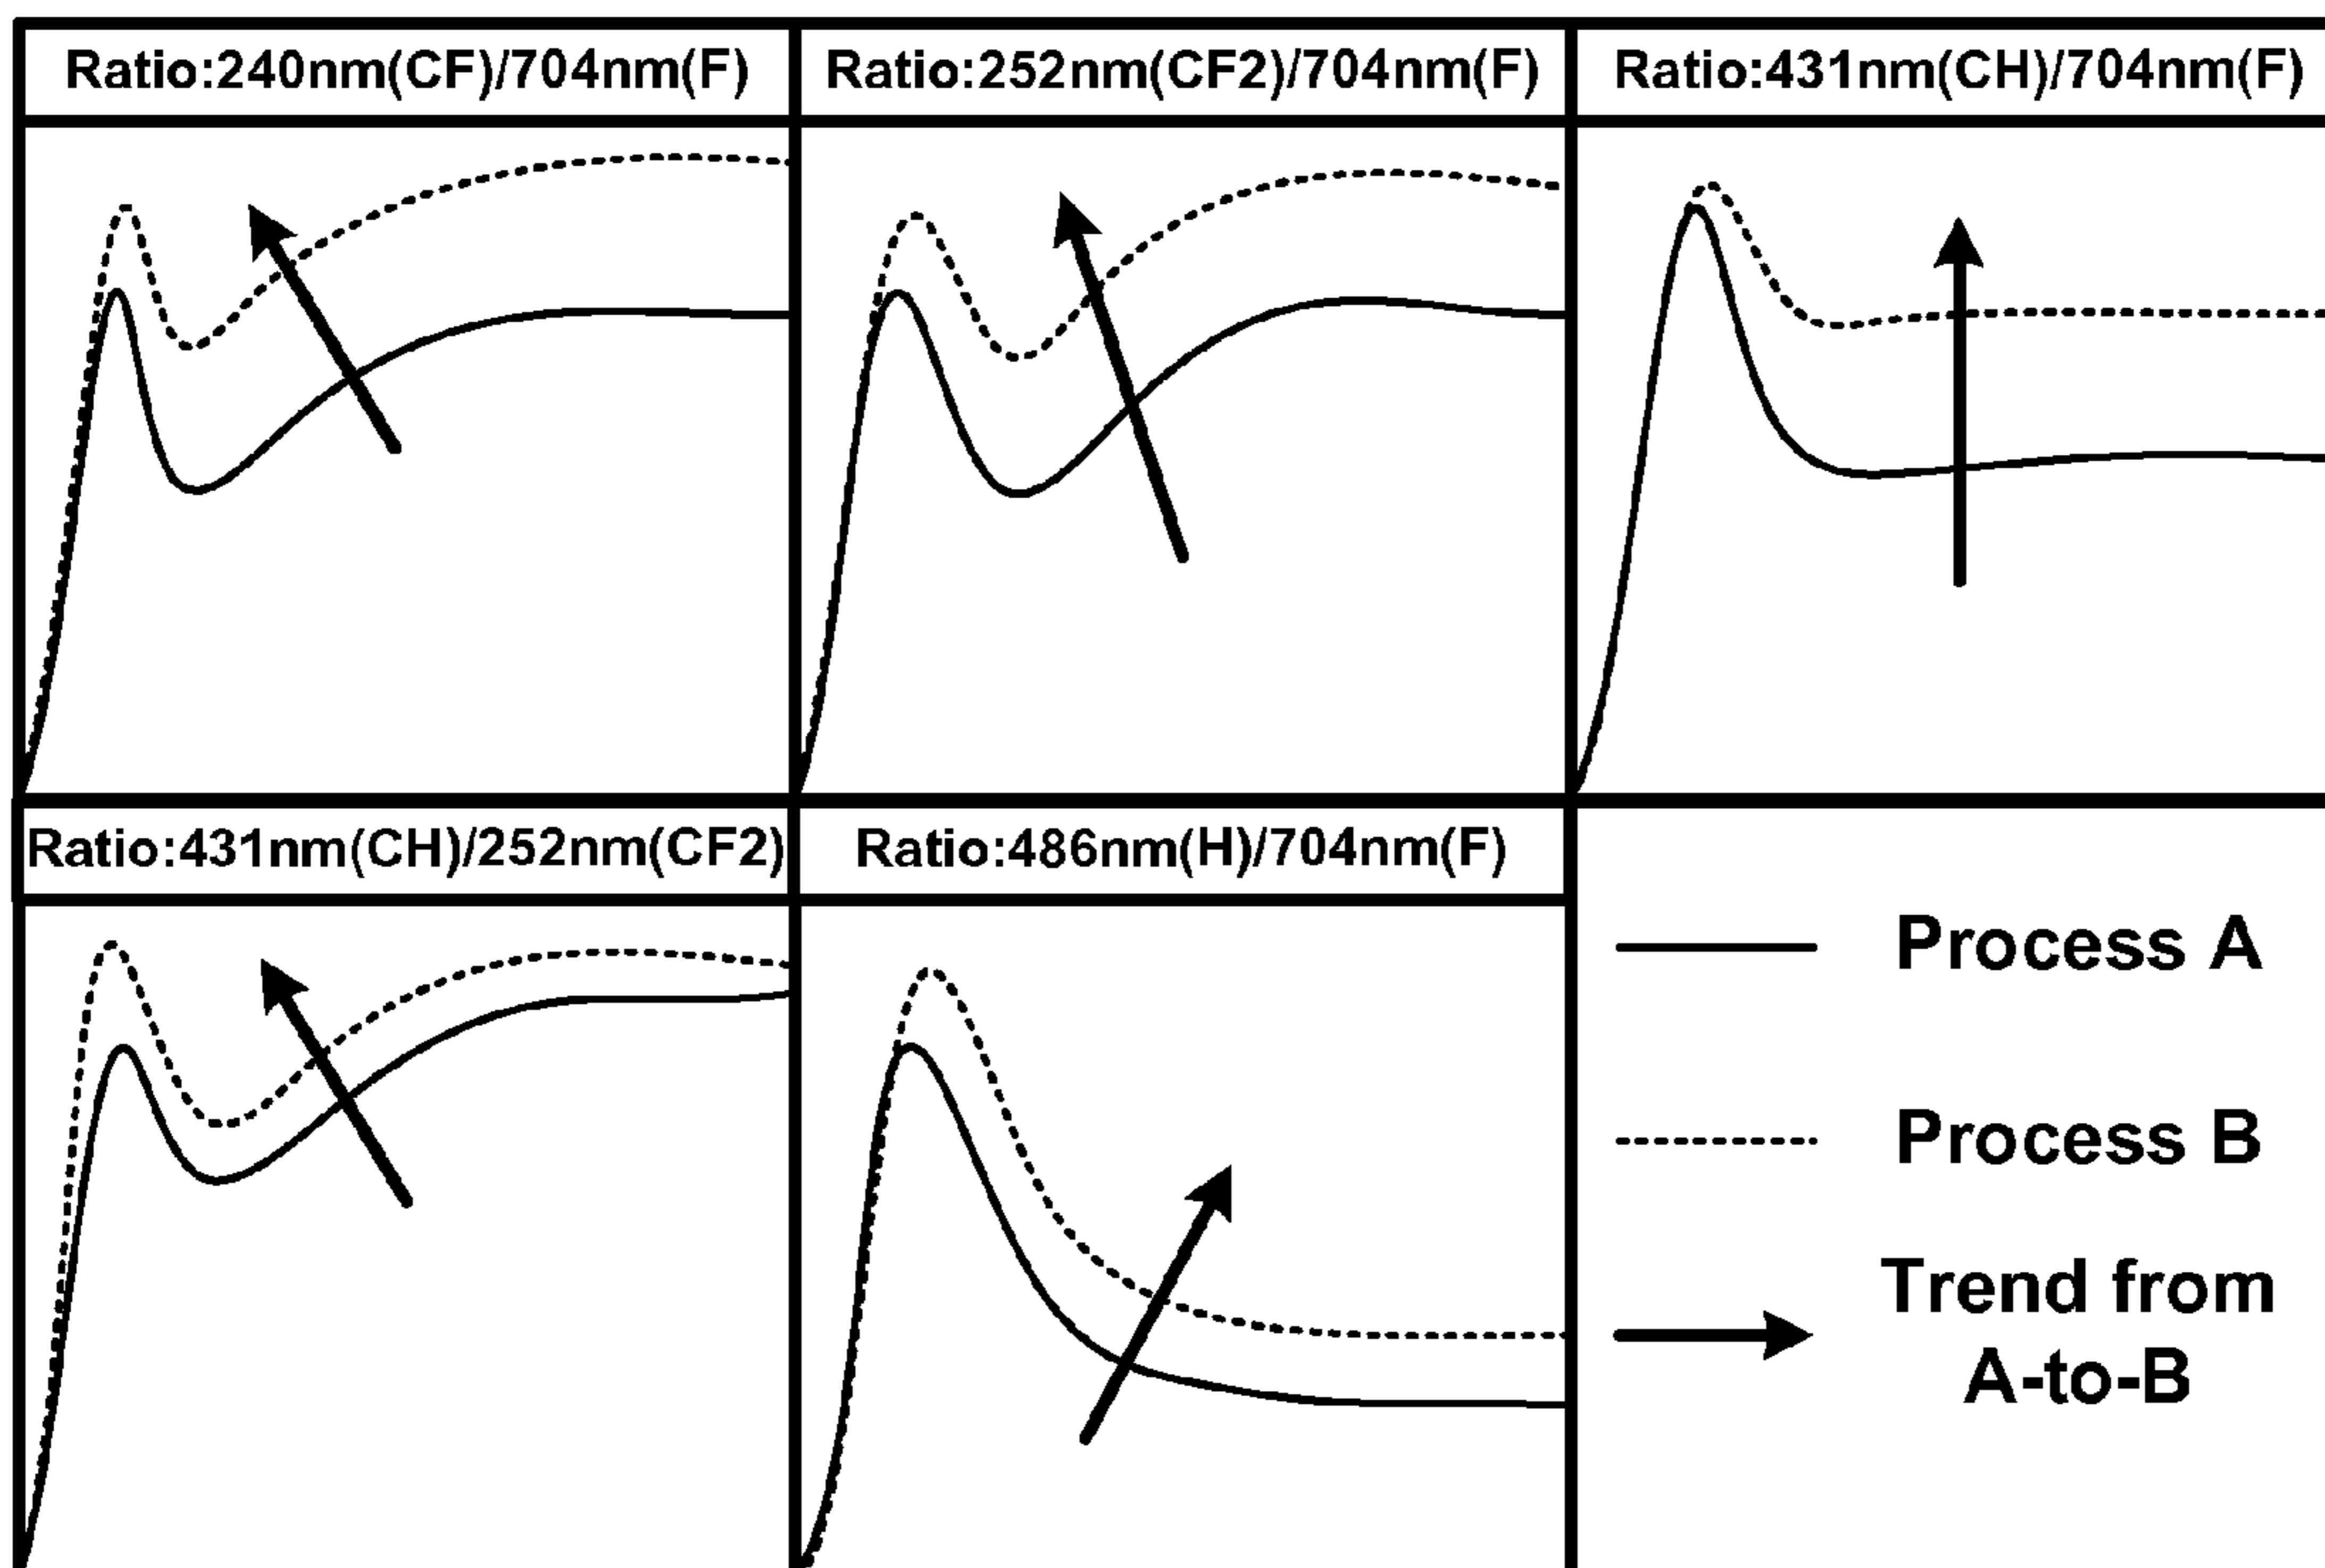 Ratio:240nm(CF)/704nm(F)
Ratio:252nm(CF2)/704nm(F)
Ratio:431nm(CH)/704nm(F)
Ratio:431nm(CH)/252nm(CF2)
Ratio:486nm(H)/704nm(F)
Process A
Process B
Trend from
A-to-B